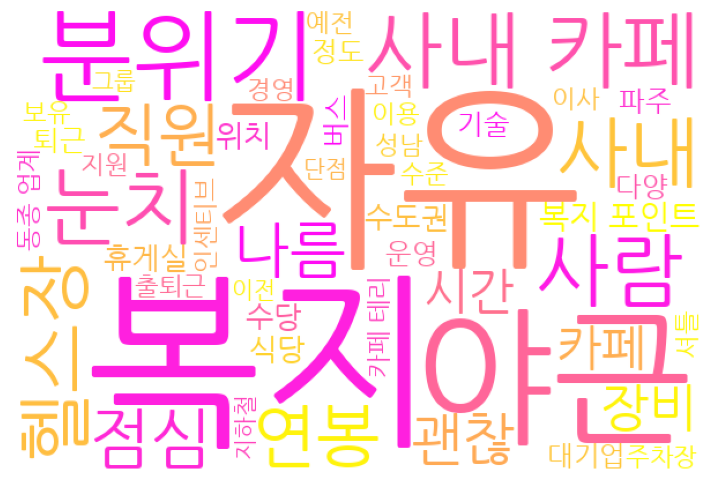 분위기
예전
정도
사내 카페
그룹
경영
고객
이사
파주
보유
퇴근
직원
위치
버스
이용
기술
사내
동종 업계
지원
눈치
자유
단점
성남
수준
다양
수도권
복지 포인트
휴게실
인센티브
나름
운영
사람
헬스장
출퇴근
이전
시간
복지
수당
식당
카페 테리
야근
카페
셔틀
점심
지하철
연봉
괜찮
장비
대기업
주차장